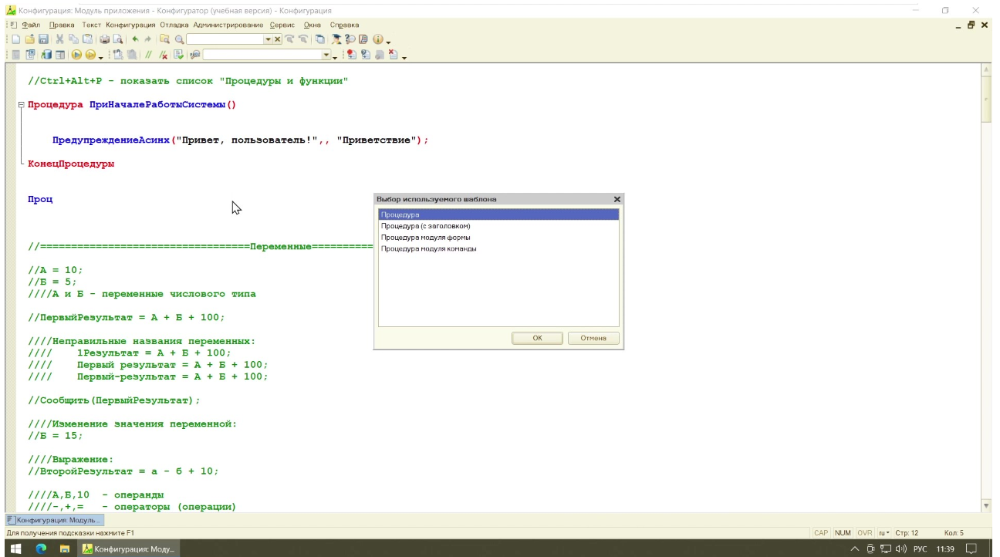 Конфигурация: Модуль приложения - Конфигуратор (учебная версия) - Конфигурация
Файл Правка Текст Конфигурация Отладка Администрирование Сервис Окна Справка
//Ctrl+Alt+P - показать список "Процедуры и функции"
Процедура ПриНачалеРаботыСистемы()
ПредупреждениеАсинх("Привет, пользователь!",, "Приветствие");
КонецПроцедуры
Проц
Выбор используемого шаблона
Процедура
Процедура (с заголовком)
Процедура модуля формы
Процедура модуля команды
ОК
Отмена
//==================================Переменные==========
//А = 10;
//Б = 5;
////А и Б - переменные числового типа
//ПервыйРезультат = А + Б + 100;
////Неправильные названия переменных:
////    1Результат = А + Б + 100;
////    Первый результат = А + Б + 100;
////    Первый-результат = А + Б + 100;
//Сообщить(ПервыйРезультат);
////Изменение значения переменной:
//Б = 15;
////Выражение:
//ВторойРезультат = а - б + 10;
////А,Б,10  - операнды
////-,+,=   - операторы (операции)
Конфигурация: Модуль...
Для получения подсказки нажмите F1
CAP NUM OVR ru Стр: 12 Кол: 5
Конфигурация: Моду...
РУС 11:39